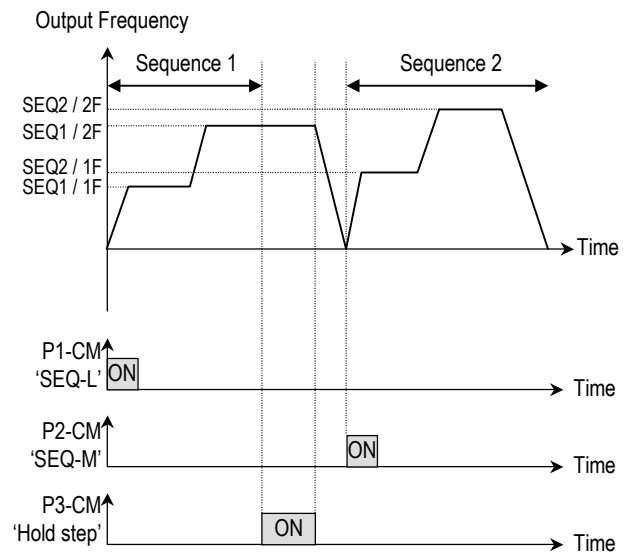 Output Frequency
Sequence 1
Sequence 2
SEQ2 / 2F
SEQ1 / 2F
SEQ2 / 1F
SEQ1 / 1F
Time
P1-CM
‘SEQ-L’
ON
Time
P2-CM
‘SEQ-M’
ON
Time
P3-CM
‘Hold step’
ON
Time